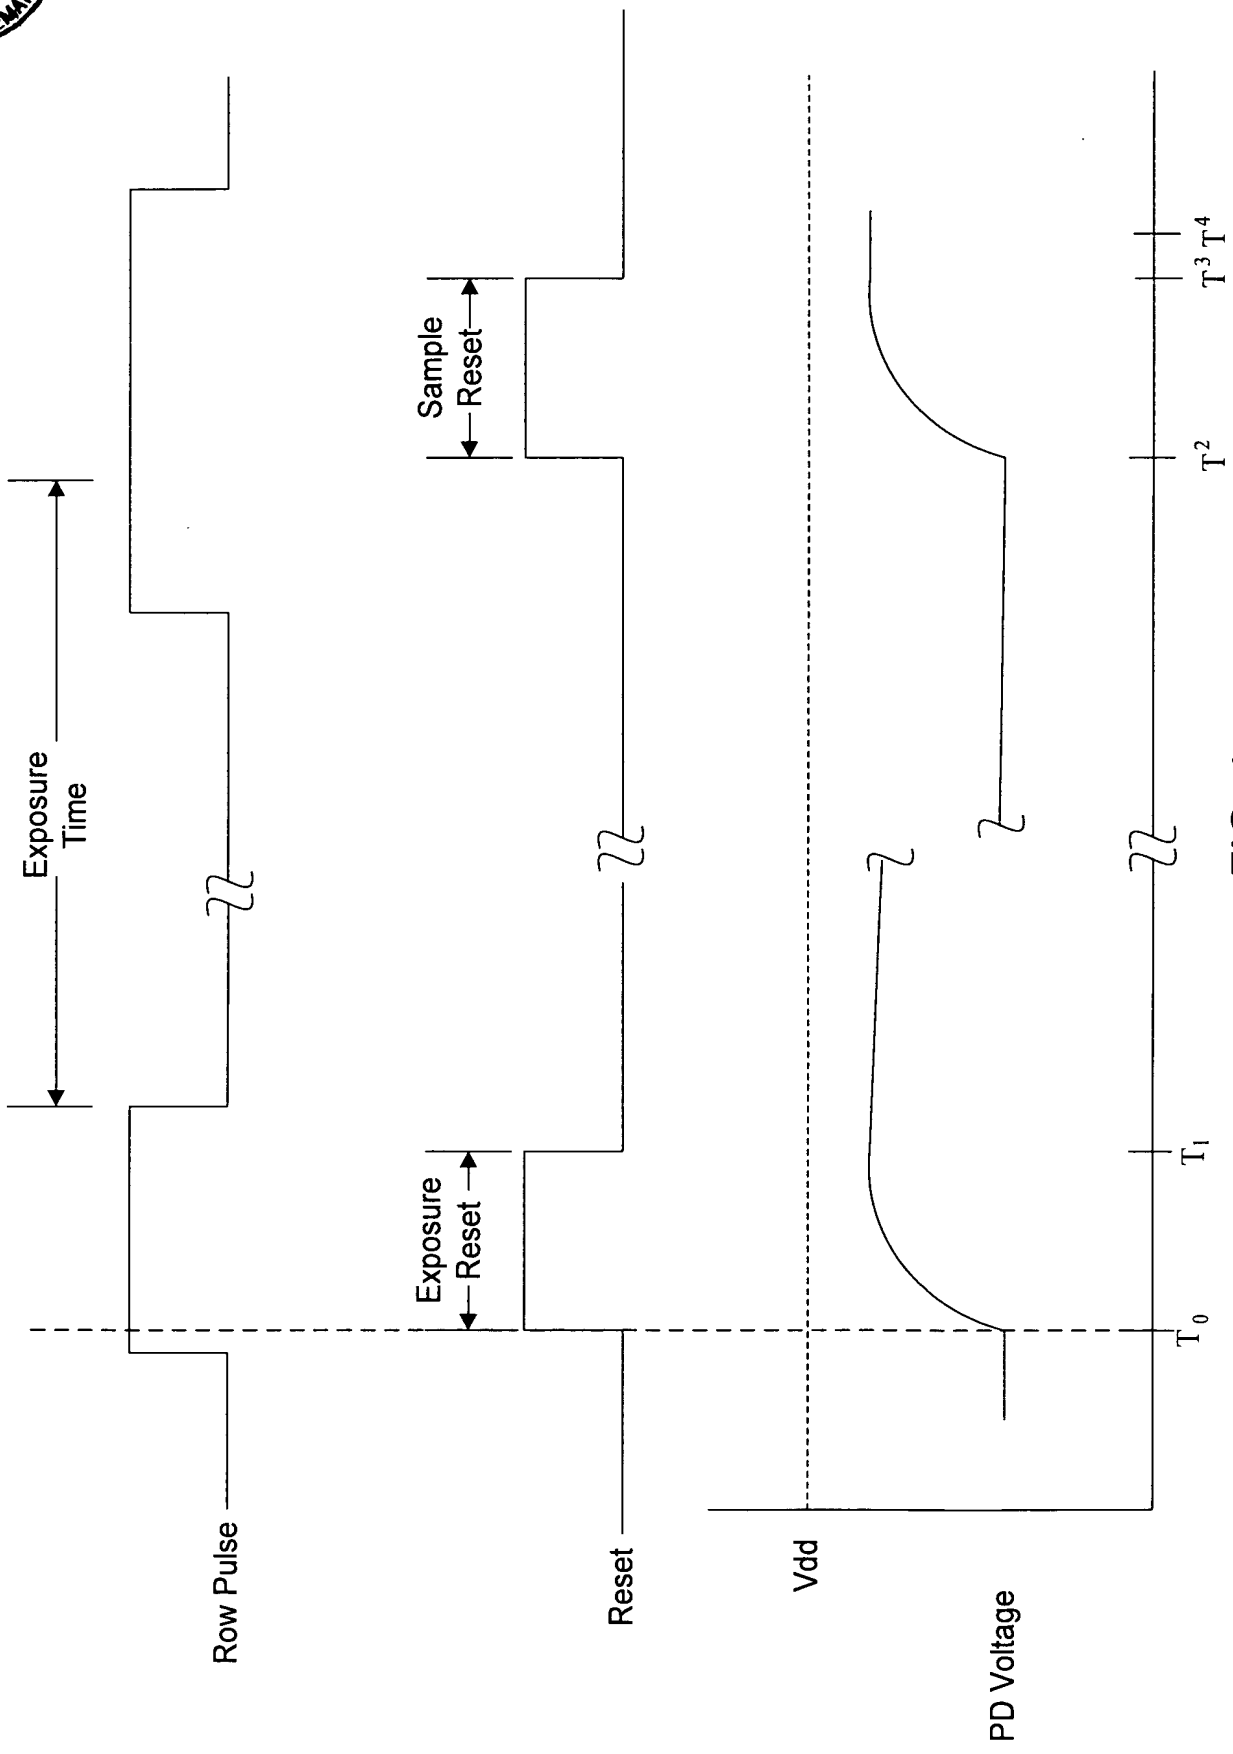 Exposure
Time
Row Pulse
Exposure
Reset
Sample
Reset
Reset
Vdd
PD Voltage
T0
T1
T2
T3 T4